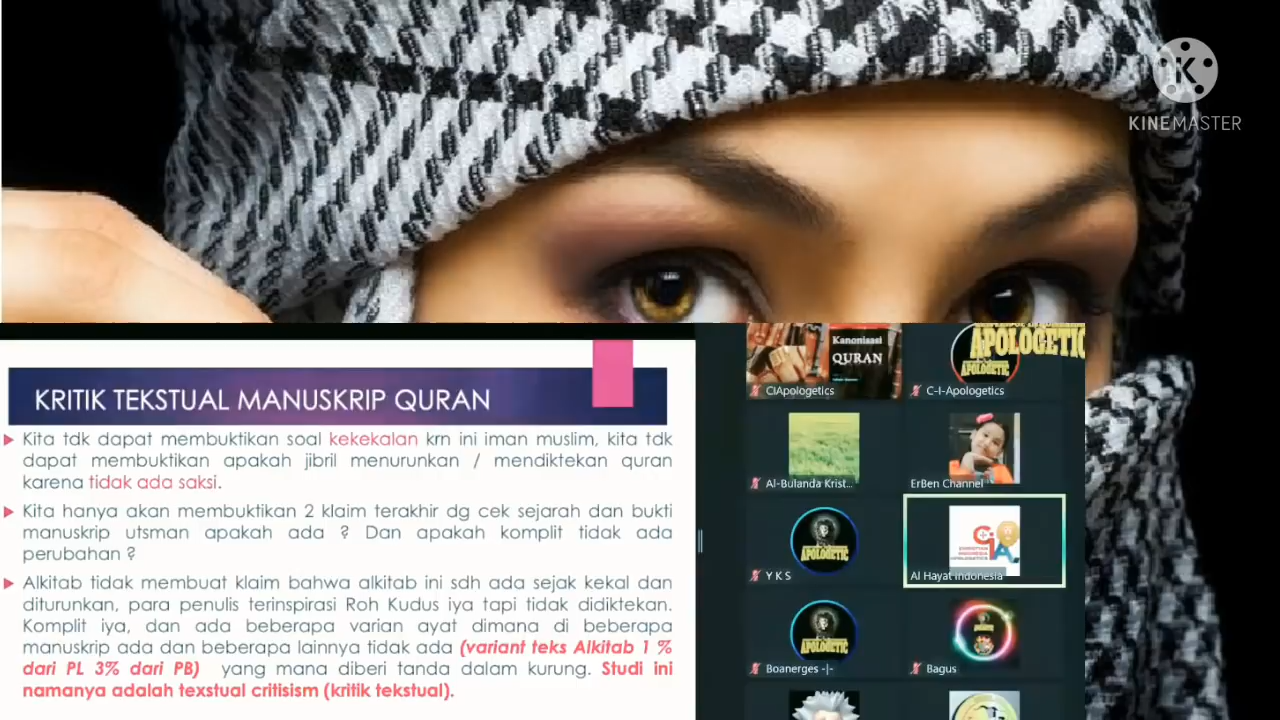 KINEMASTER
KRITIK TEKSTUAL MANUSKRIP QURAN
Kita tdk dapat membuktikan soal kekekalan krn ini iman muslim, kita tdk
dapat membuktikan apakah jibril menurunkan / mendiktekan quran
karena tidak ada saksi.
Kita hanya akan membuktikan 2 klaim terakhir dg cek sejarah dan bukti
manuskrip utsman apakah ada ? Dan apakah komplit tidak ada
perubahan ?
Alkitab tidak membuat klaim bahwa alkitab ini sdh ada sejak kekal dan
diturunkan, para penulis terinspirasi Roh Kudus iya tapi tidak didiktekan.
Komplit iya, dan ada beberapa varian ayat dimana di beberapa
manuskrip ada dan beberapa lainnya tidak ada (variant teks Alkitab 1 %
dari PL 3% dari PB) yang mana diberi tanda dalam kurung. Studi ini
namanya adalah texstual critisism (kritik tekstual).
Kanoniaasi
QURAN
APOLOGETIC
APOLOGETIC
CIApologetics
C-I-Apologetics
Al-Bulanda Krist...
ErBen Channel
APOLOGETIC
CIA
Y K S
Al Hayat Indonesia
APOLOGETIC
Boanerges -|-
Bagus